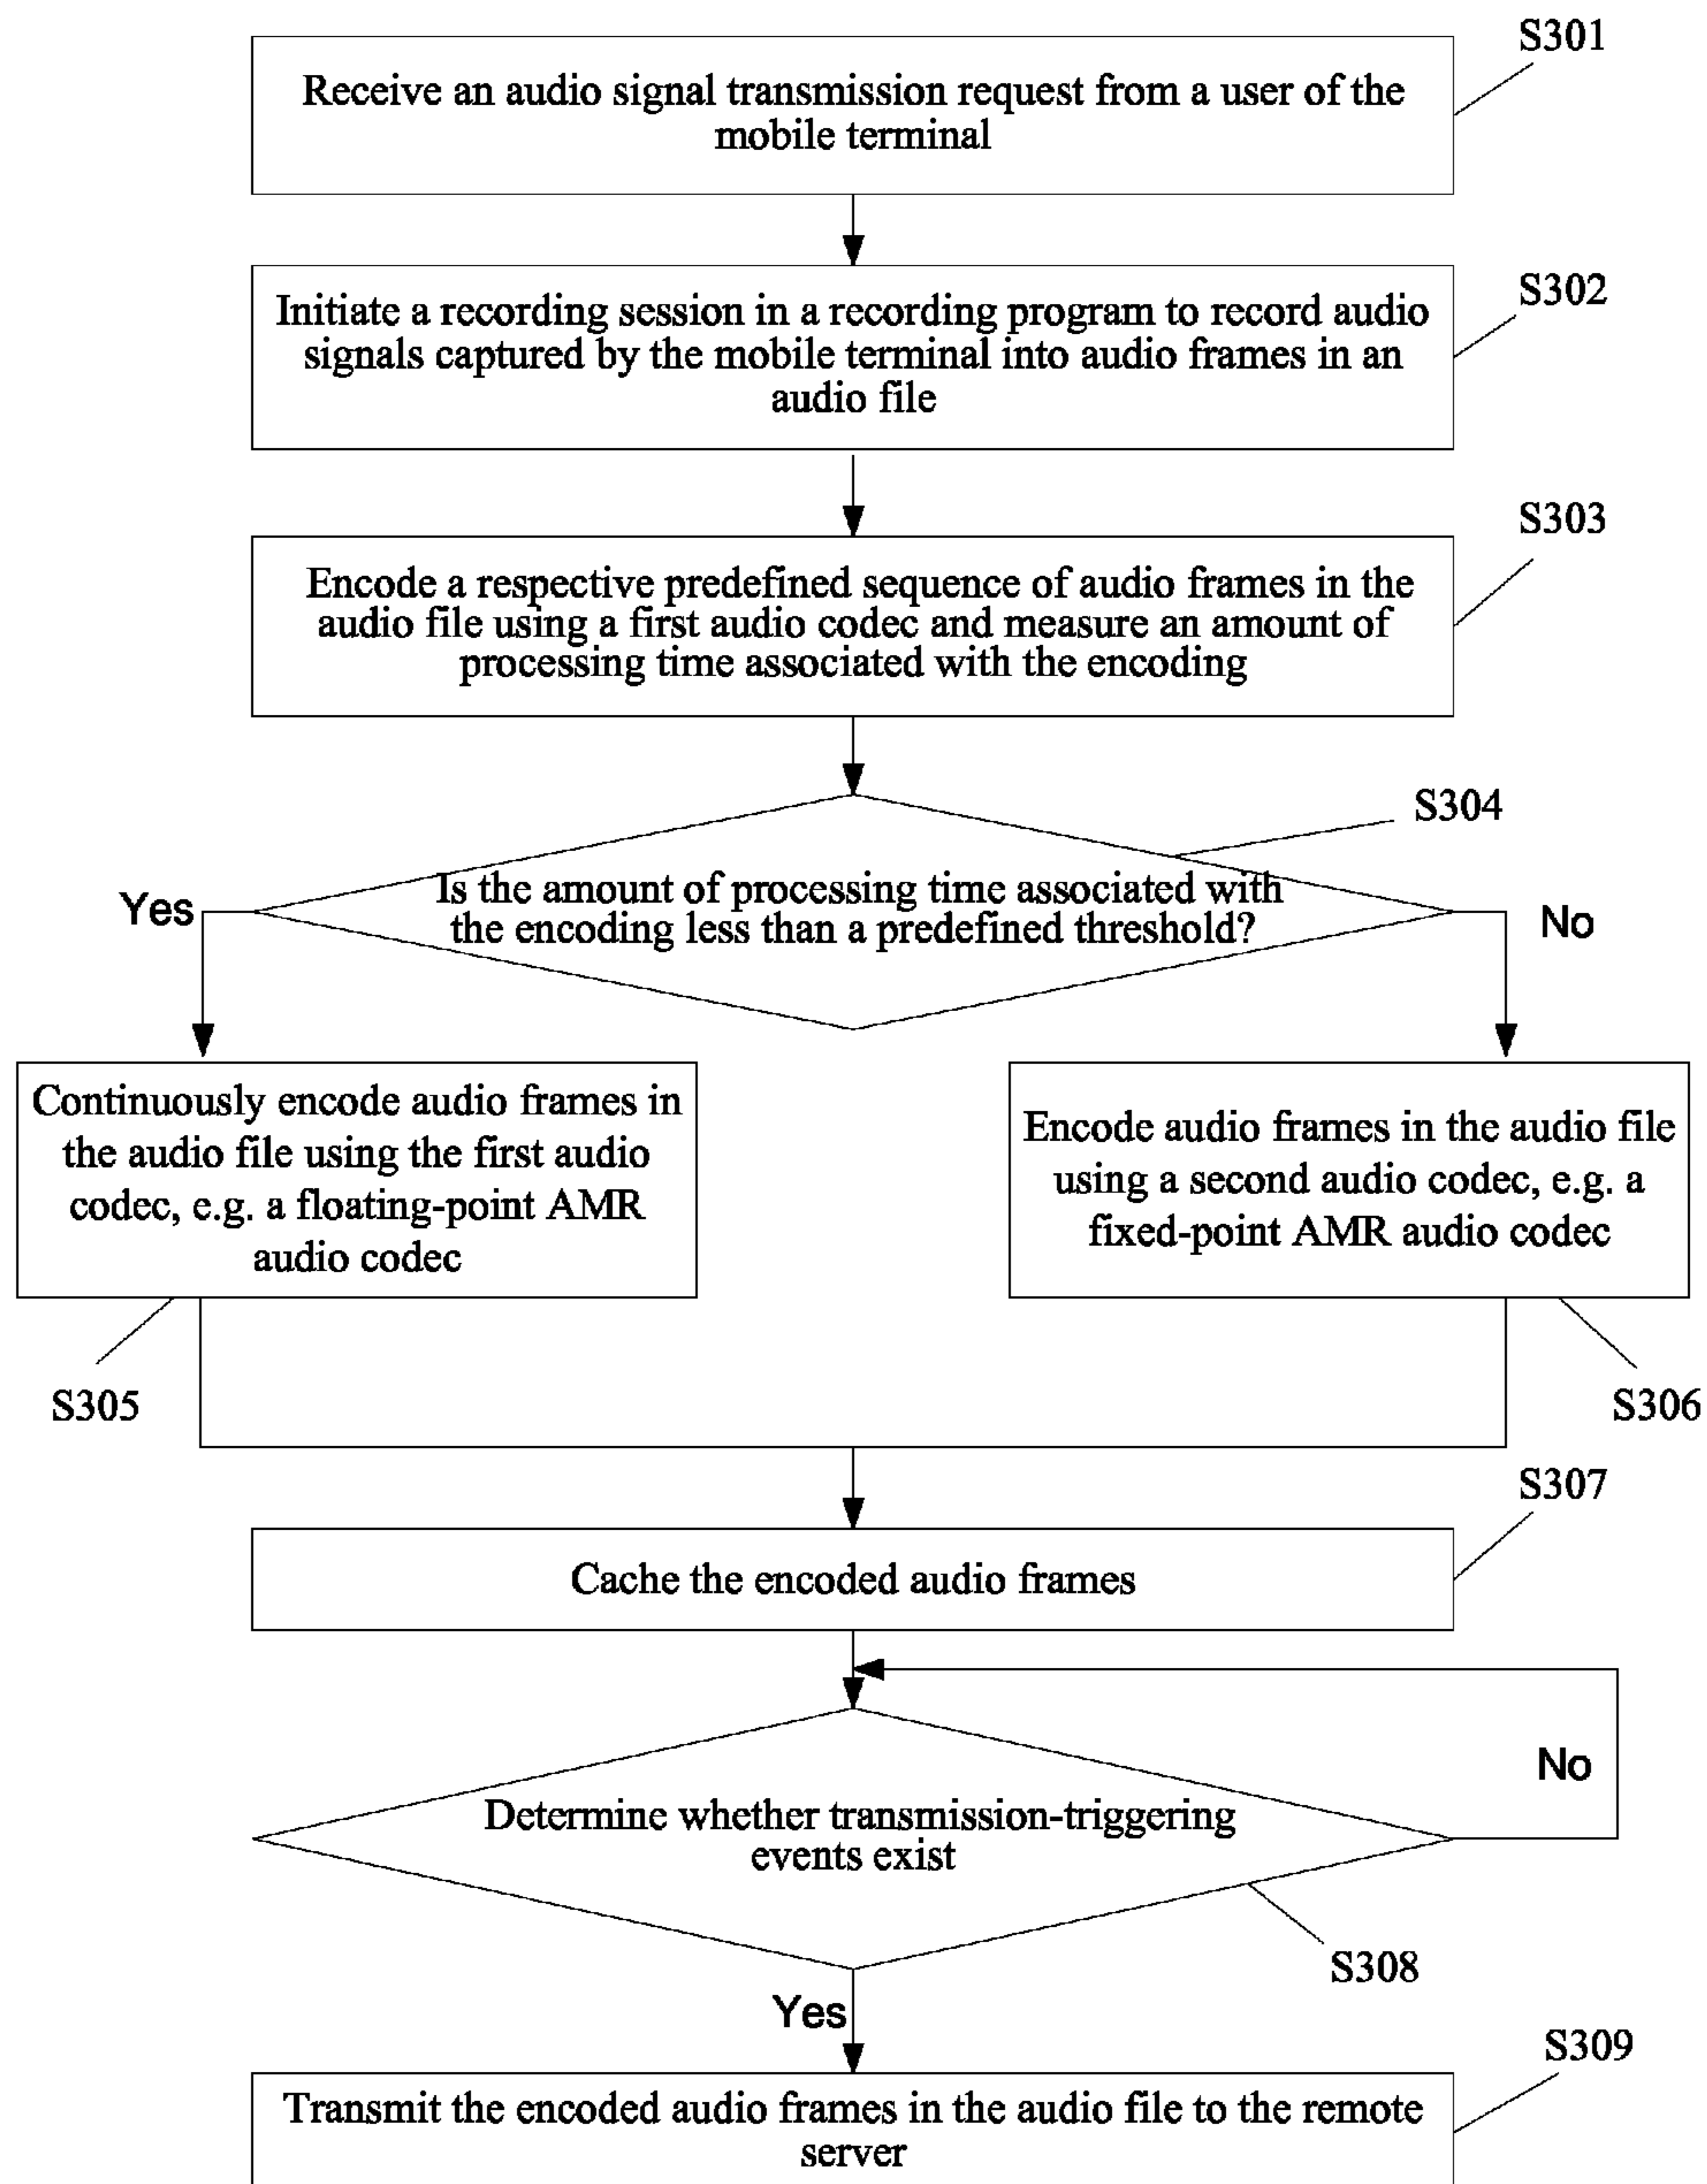 S301
Receive an audio signal transmission request from a user of the
mobile terminal
S302
Initiate a recording session in a recording program to record audio
signals captured by the mobile terminal into audio frames in an
audio file
S303
Encode a respective predefined sequence of audio frames in the
audio file using a first audio codec and measure an amount of
processing time associated with the encoding
S304
Is the amount of processing time associated with
the encoding less than a predefined threshold?
Yes
No
Continuously encode audio frames in
the audio file using the first audio
codec, e.g. a floating-point AMR
audio codec
Encode audio frames in the audio file
using a second audio codec, e.g. a
fixed-point AMR audio codec
S305
S306
S307
Cache the encoded audio frames
No
Determine whether transmission-triggering
events exist
S308
Yes
S309
Transmit the encoded audio frames in the audio file to the remote
server